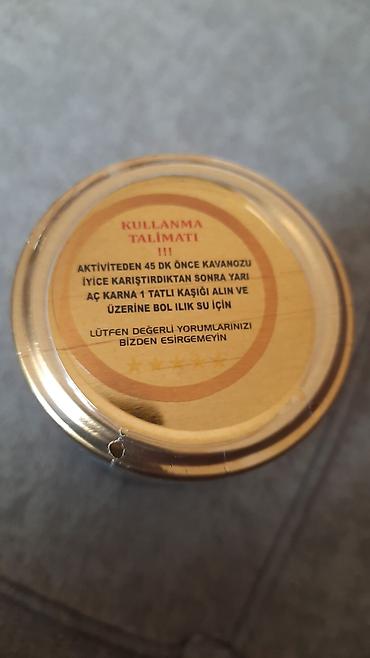 KULLANMA
TALİMATI
!!!
AKTİVİTEDEN 45 DK ÖNCE KAVANOZU
İYİCE KARIŞTIRDIKTAN SONRA YARI
AÇ KARNA 1 TATLI KAŞIĞI ALIN VE
ÜZERİNE BOL ILIK SU İÇİN
LÜTFEN DEĞERLİ YORUMLARINIZI
BİZDEN ESİRGEMEYİN